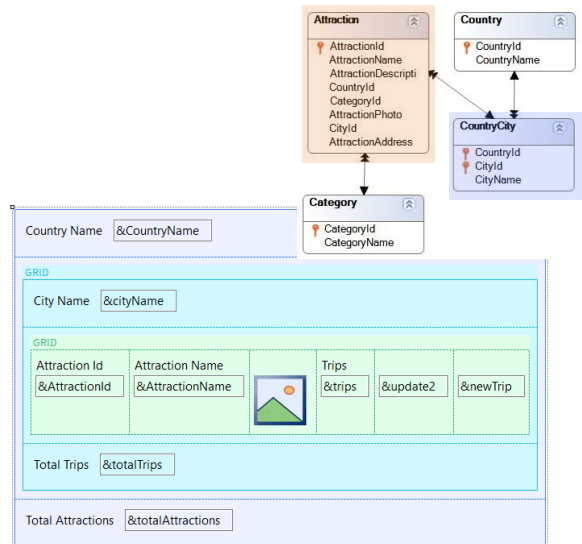 Attraction
AttractionId
AttractionName
AttractionDescripti
CountryId
CategoryId
AttractionPhoto
CityId
AttractionAddress
Country
CountryId
CountryName
CountryCity
CountryId
CityId
CityName
Category
CategoryId
CategoryName
Country Name &CountryName
GRID
City Name &cityName
GRID
Attraction Id Attraction Name Trips
&AttractionId &AttractionName &trips &update2 &newTrip
Total Trips &totalTrips
Total Attractions &totalAttractions